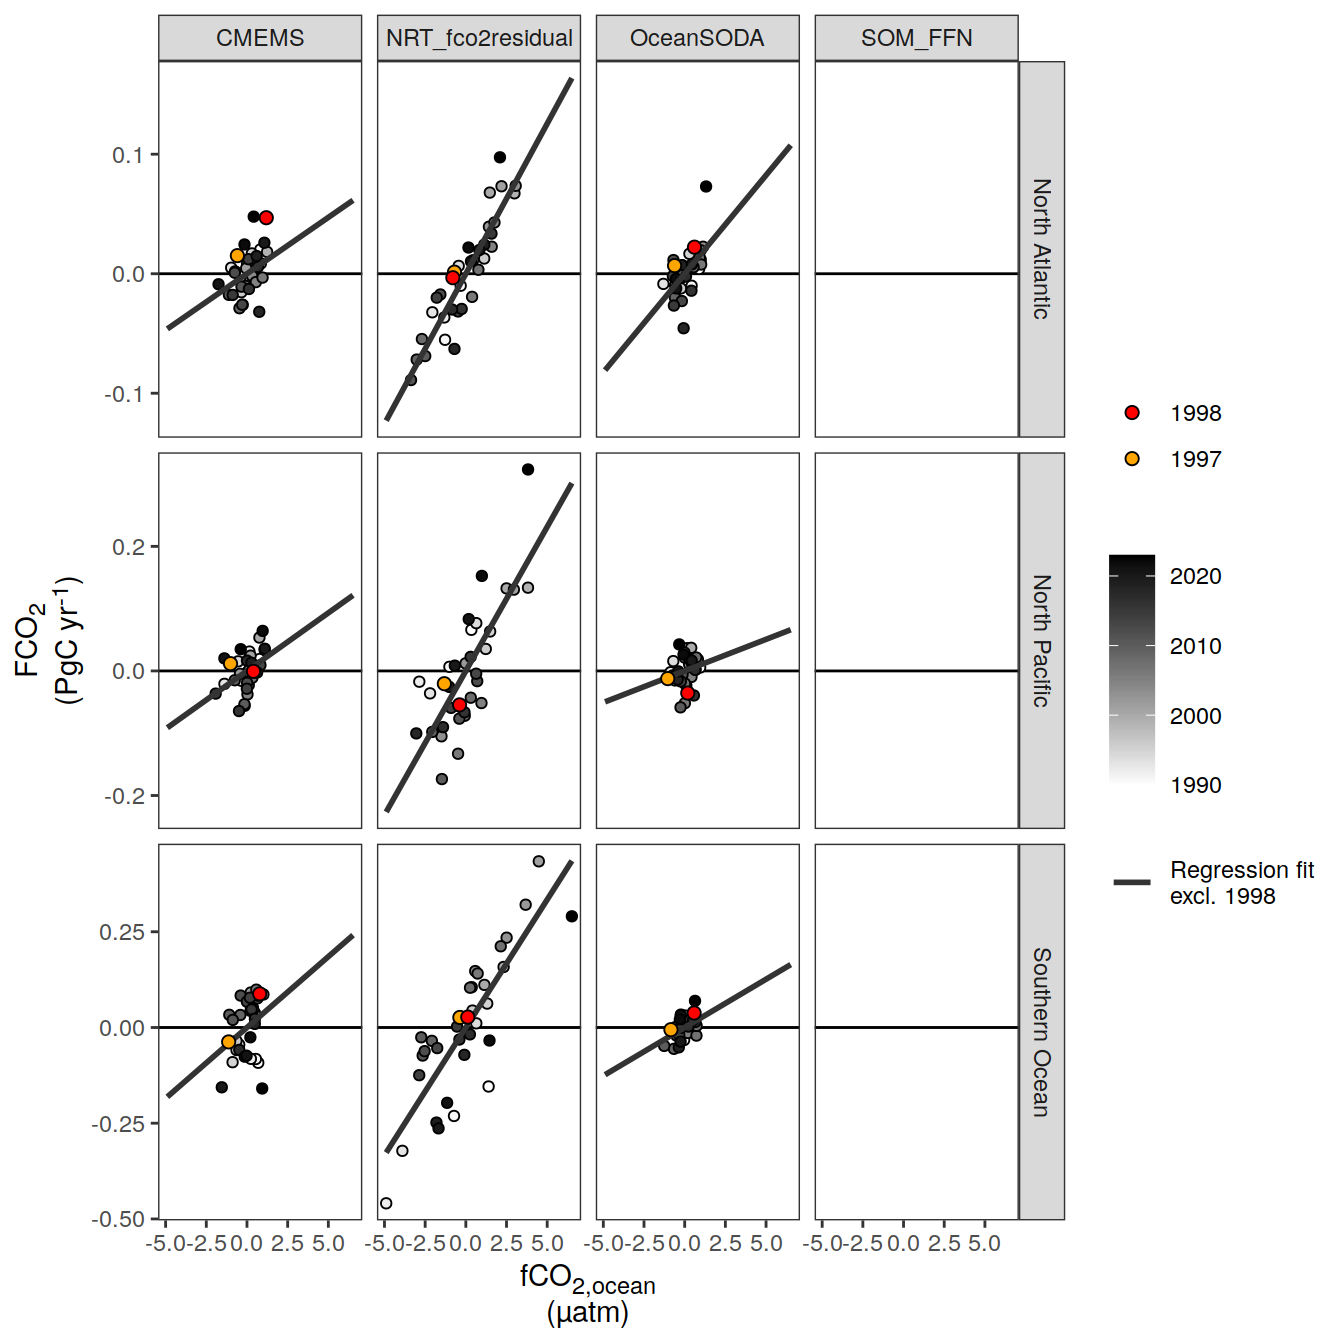 CMEMS NRT_fco2residual OceanSODA SOM_FFN
0.1
0.0
-0.1
North Atlantic
0.2
0.0
-0.2
North Pacific
0.25
0.00
-0.25
-0.50
Southern Ocean
FCO2
(PgC yr-1)
-5.0 -2.5 0.0 2.5 5.0 -5.0 -2.5 0.0 2.5 5.0 -5.0 -2.5 0.0 2.5 5.0 -5.0 -2.5 0.0 2.5 5.0
fCO2,ocean
(µatm)
1998
1997
2020
2010
2000
1990
Regression fit
excl. 1998